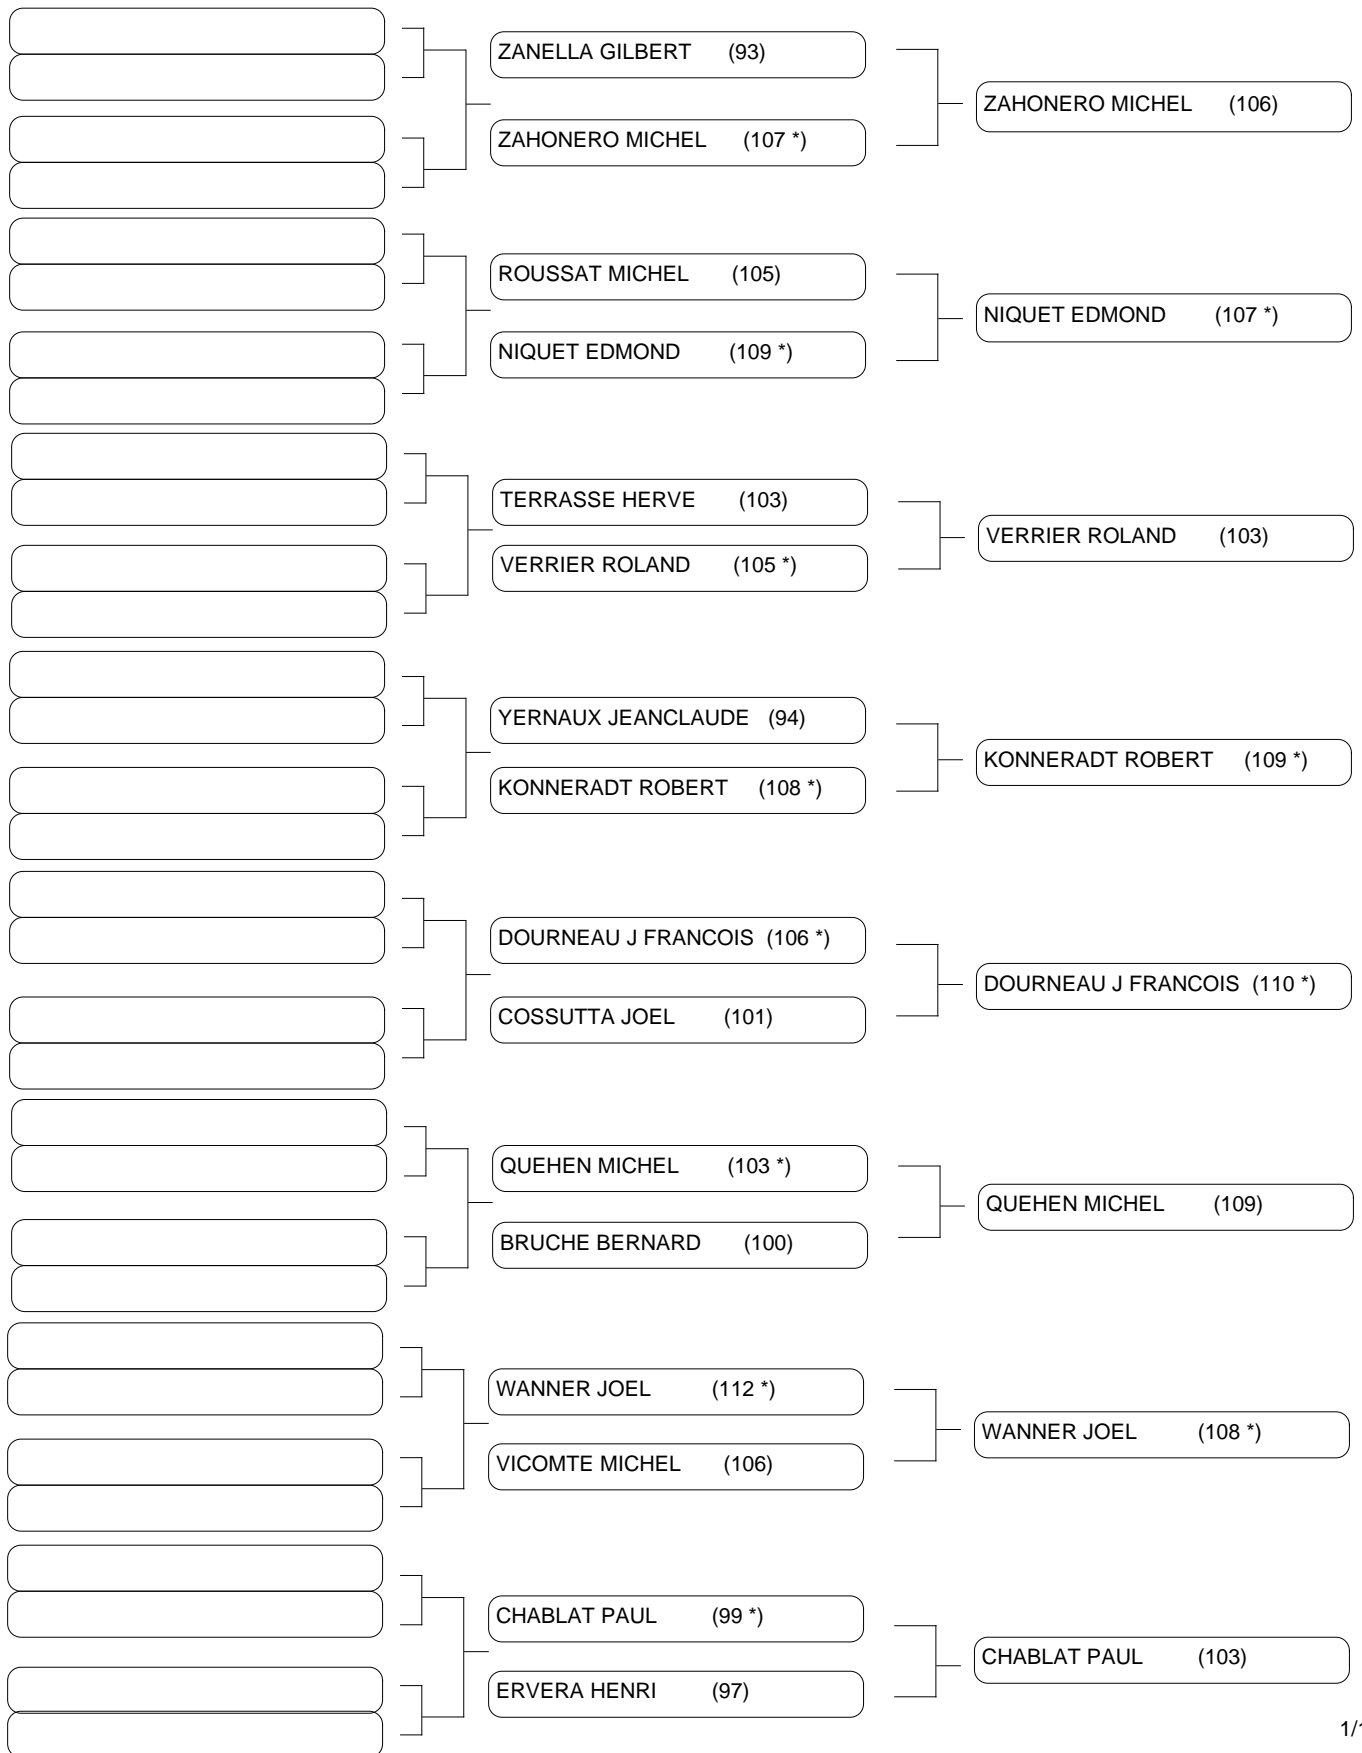 ZANELLA GILBERT (93)
ZAHONERO MICHEL (106)
ZAHONERO MICHEL (107 *)
ROUSSAT MICHEL (105)
NIQUET EDMOND (107 *)
NIQUET EDMOND (109 *)
TERRASSE HERVE (103)
VERRIER ROLAND (103)
VERRIER ROLAND (105 *)
YERNAUX JEANCLAUDE (94)
KONNERADT ROBERT (109 *)
KONNERADT ROBERT (108 *)
DOURNEAU J FRANCOIS (106 *)
DOURNEAU J FRANCOIS (110 *)
COSSUTTA JOEL (101)
QUEHEN MICHEL (103 *)
QUEHEN MICHEL (109)
BRUCHE BERNARD (100)
WANNER JOEL (112 *)
WANNER JOEL (108 *)
VICOMTE MICHEL (106)
CHABLAT PAUL (99 *)
CHABLAT PAUL (103)
ERVERA HENRI (97)